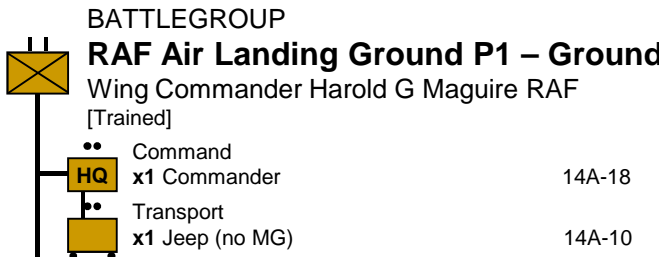 BATTLEGROUP
RAF Air Landing Ground P1 – Ground
Wing Commander Harold G Maguire RAF
[Trained]
Command
HQ x1 Commander 14A-18
Transport
x1 Jeep (no MG) 14A-10